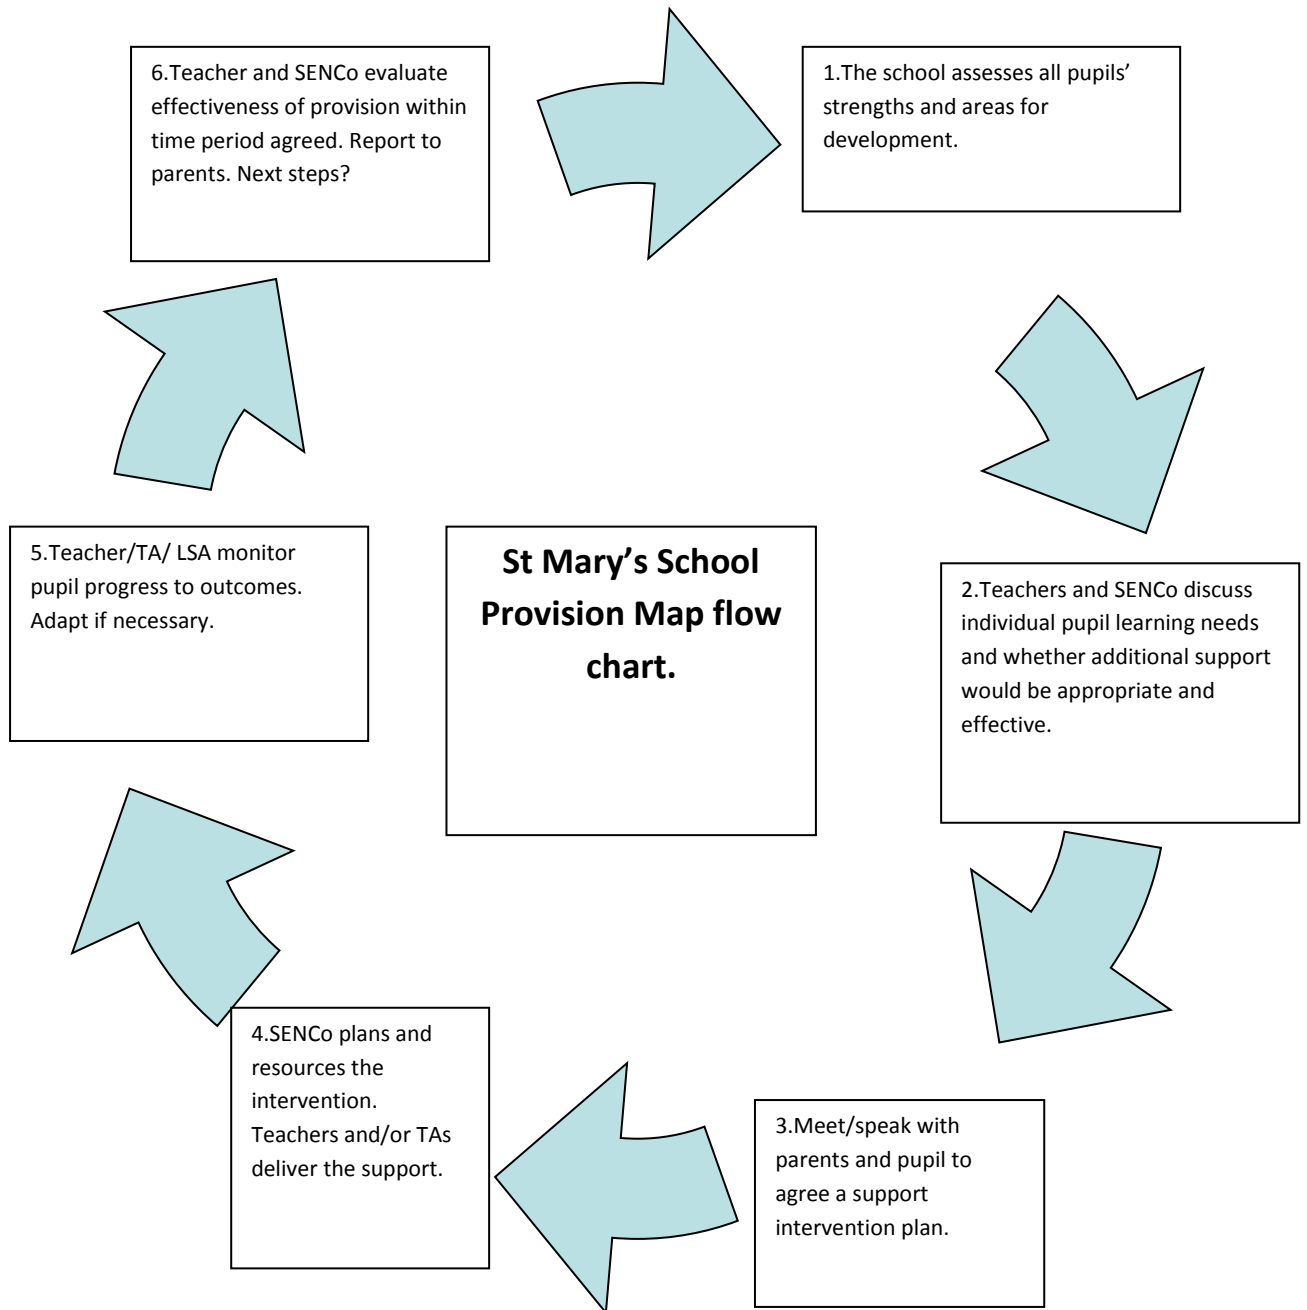 6.Teacher and SENCo evaluate
effectiveness of provision within
time period agreed. Report to
parents. Next steps?
1.The school assesses all pupils’
strengths and areas for
development.
5.Teacher/TA/ LSA monitor
pupil progress to outcomes.
Adapt if necessary.
St Mary’s School
Provision Map flow
chart.
2.Teachers and SENCo discuss
individual pupil learning needs
and whether additional support
would be appropriate and
effective.
4.SENCo plans and
resources the
intervention.
Teachers and/or TAs
deliver the support.
3.Meet/speak with
parents and pupil to
agree a support
intervention plan.